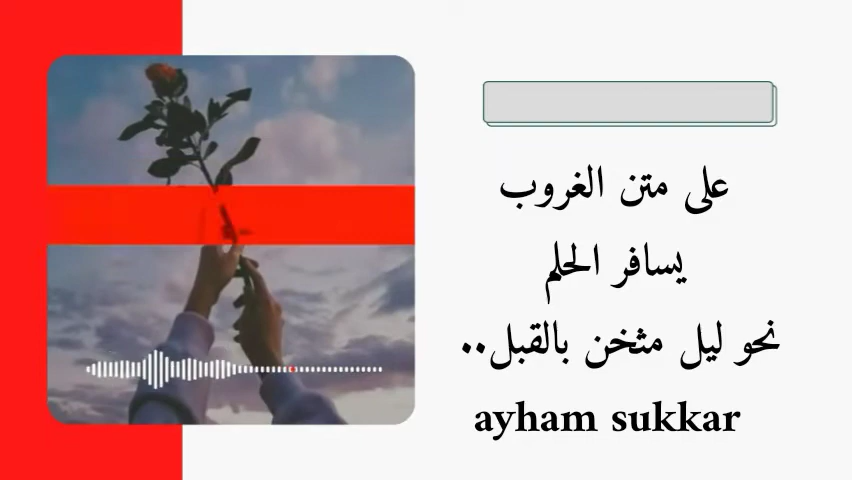 على متن الغروب
يسافر الحلم
نحو ليل مثخن بالقبل..
ayham sukkar